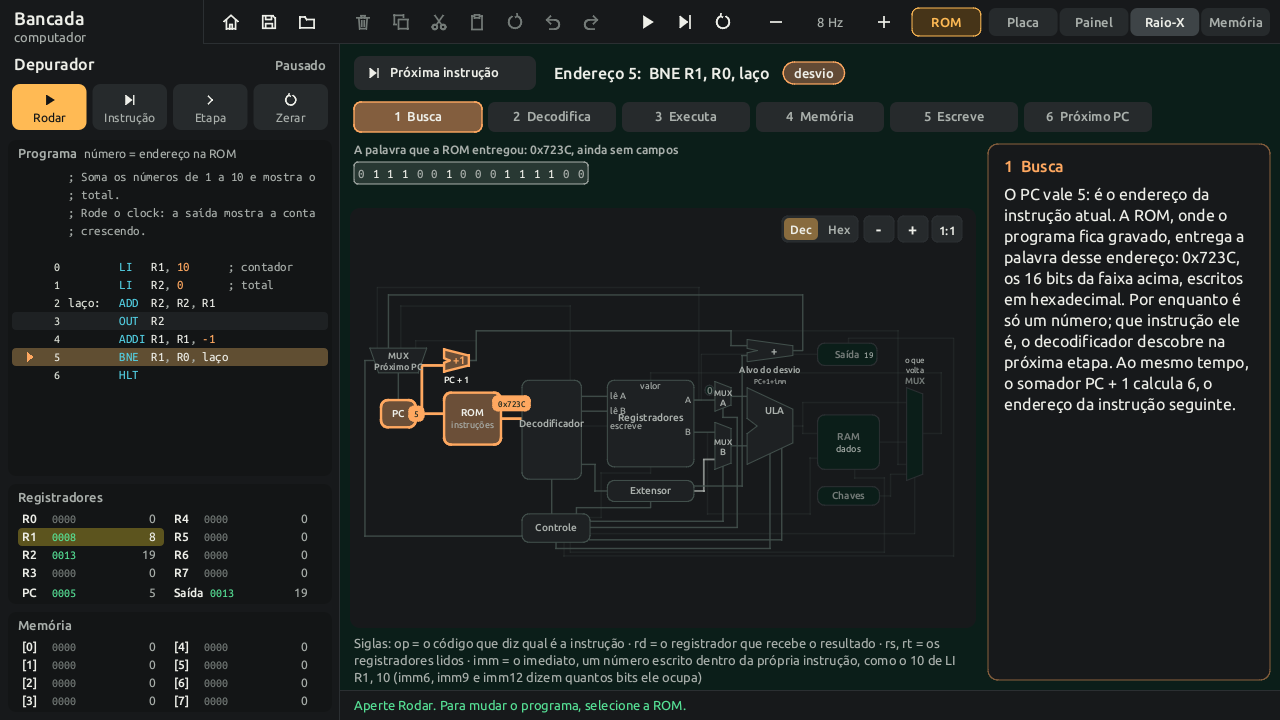 Bancada
computador
8 Hz
ROM
Placa
Painel
Raio-X
Memória
Depurador
Pausado
Rodar
Instrução
Etapa
Zerar
Programa número = endereço na ROM
; Soma os números de 1 a 10 e mostra o
; total.
; Rode o clock: a saída mostra a conta
; crescendo.
0 LI R1, 10 ; contador
1 LI R2, 0 ; total
2 laço: ADD R2, R2, R1
3 OUT R2
4 ADDI R1, R1, -1
5 BNE R1, R0, laço
6 HLT
Registradores
R0 0000 0 R4 0000 0
R1 0008 8 R5 0000 0
R2 0013 19 R6 0000 0
R3 0000 0 R7 0000 0
PC 0005 5 Saída 0013 19
Memória
[0] 0000 0 [4] 0000 0
[1] 0000 0 [5] 0000 0
[2] 0000 0 [6] 0000 0
[3] 0000 0 [7] 0000 0
Próxima instrução
Endereço 5: BNE R1, R0, laço
desvio
1 Busca
2 Decodifica
3 Executa
4 Memória
5 Escreve
6 Próximo PC
A palavra que a ROM entregou: 0x723C, ainda sem campos
0 1 1 1 0 0 1 0 0 0 1 1 1 1 0 0
Dec
Hex
-
+
1:1
MUX
Próximo PC
+1
PC + 1
PC
5
ROM
instruções
0x723C
Decodificador
lê A
lê B
escreve
valor
Registradores
A
B
Extensor
Controle
0
MUX
A
MUX
B
+
Alvo do desvio
PC+1+imm
ULA
Saída 19
RAM
dados
Chaves
o que
volta
MUX
Siglas: op = o código que diz qual é a instrução · rd = o registrador que recebe o resultado · rs, rt = os
registradores lidos · imm = o imediato, um número escrito dentro da própria instrução, como o 10 de LI
R1, 10 (imm6, imm9 e imm12 dizem quantos bits ele ocupa)
1 Busca
O PC vale 5: é o endereço da
instrução atual. A ROM, onde o
programa fica gravado, entrega a
palavra desse endereço: 0x723C,
os 16 bits da faixa acima, escritos
em hexadecimal. Por enquanto é
só um número; que instrução ele
é, o decodificador descobre na
próxima etapa. Ao mesmo tempo,
o somador PC + 1 calcula 6, o
endereço da instrução seguinte.
Aperte Rodar. Para mudar o programa, selecione a ROM.